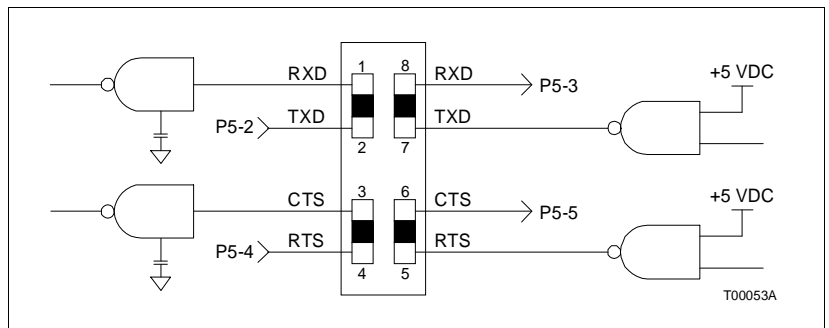 RXD 1 8 RXD P5-3 +5 VDC
P5-2 TXD 2 7 TXD
CTS 3 6 CTS P5-5 +5 VDC
P5-4 RTS 4 5 RTS
T00053A